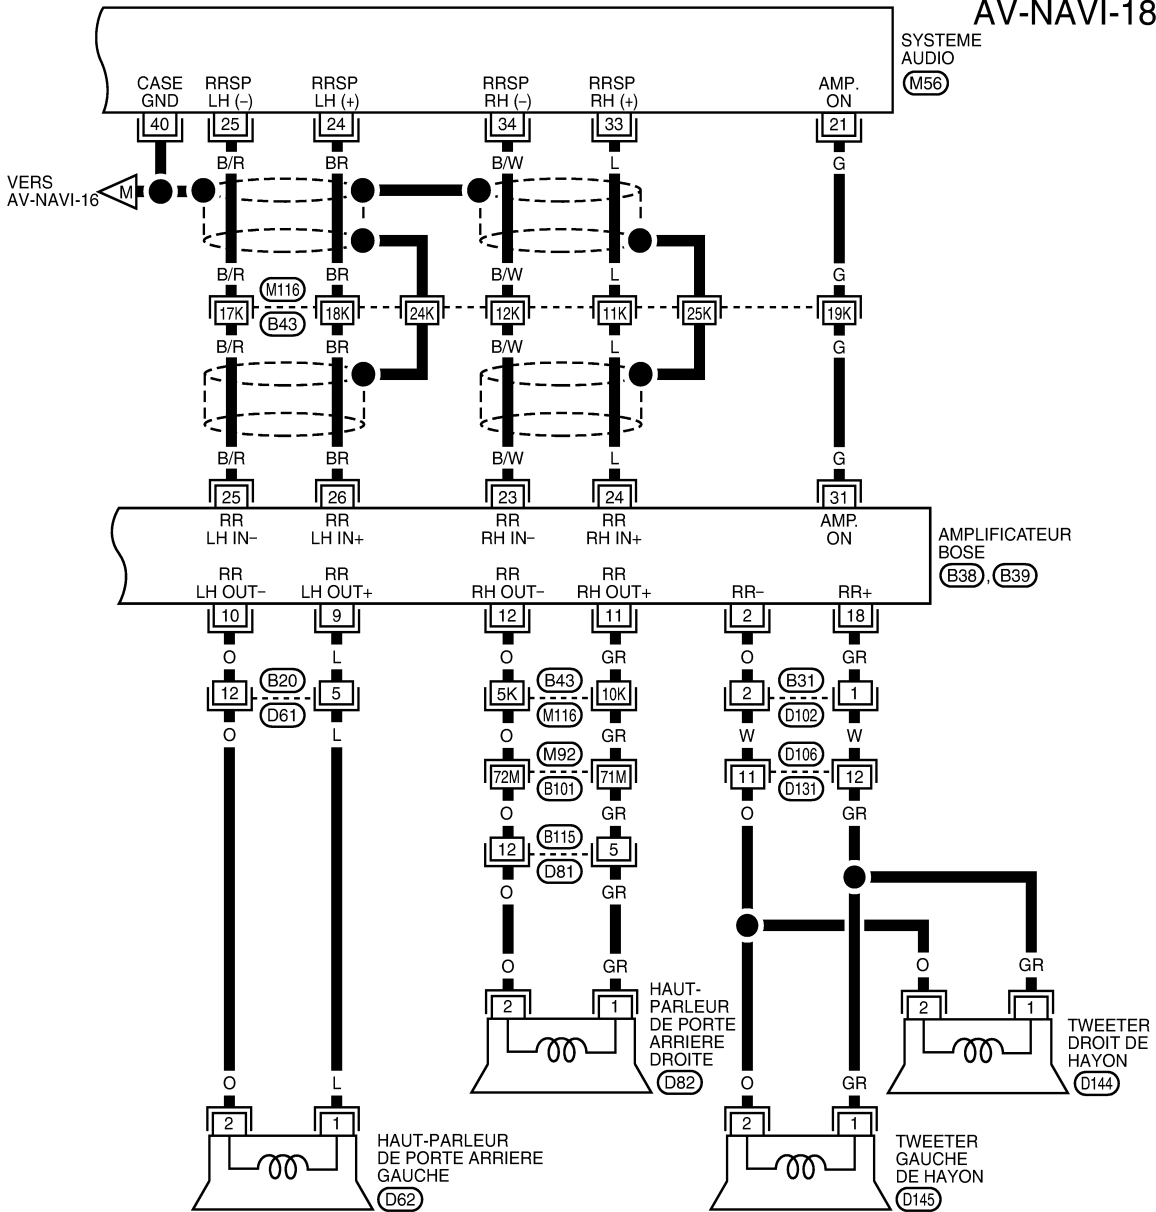 AV-NAVI-18
SYSTEME
AUDIO
M56
CASE
GND
RRSP
LH (–)
RRSP
LH (+)
RRSP
RH (–)
RRSP
RH (+)
AMP.
ON
40 25 24 34 33 21
B/R BR B/W L G
VERS
AV-NAVI-16
M
B/R BR B/W L G
M116
17K 18K 24K 12K 11K 25K 19K
B43
B/R BR B/W L G
B/R BR B/W L G
25 26 23 24 31
RR
LH IN–
RR
LH IN+
RR
RH IN–
RR
RH IN+
AMP.
ON
AMPLIFICATEUR
BOSE
B38 , B39
RR
LH OUT–
RR
LH OUT+
RR
RH OUT–
RR
RH OUT+
RR–
RR+
10 9 12 11 2 18
O L O GR O GR
B20 B43 B31
12 5 5K 10K 2 1
D61 M116 D102
O L O GR W W
M92 D106
72M 71M 11 12
B101 D131
O GR O GR
B115
12 5
D81
O GR
O GR O GR
2 1 2 1
HAUT-
PARLEUR
DE PORTE
ARRIERE
DROITE
D82
TWEETER
DROIT DE
HAYON
D144
O L O GR
2 1 2 1
HAUT-PARLEUR
DE PORTE ARRIERE
GAUCHE
D62
TWEETER
GAUCHE
DE HAYON
D145